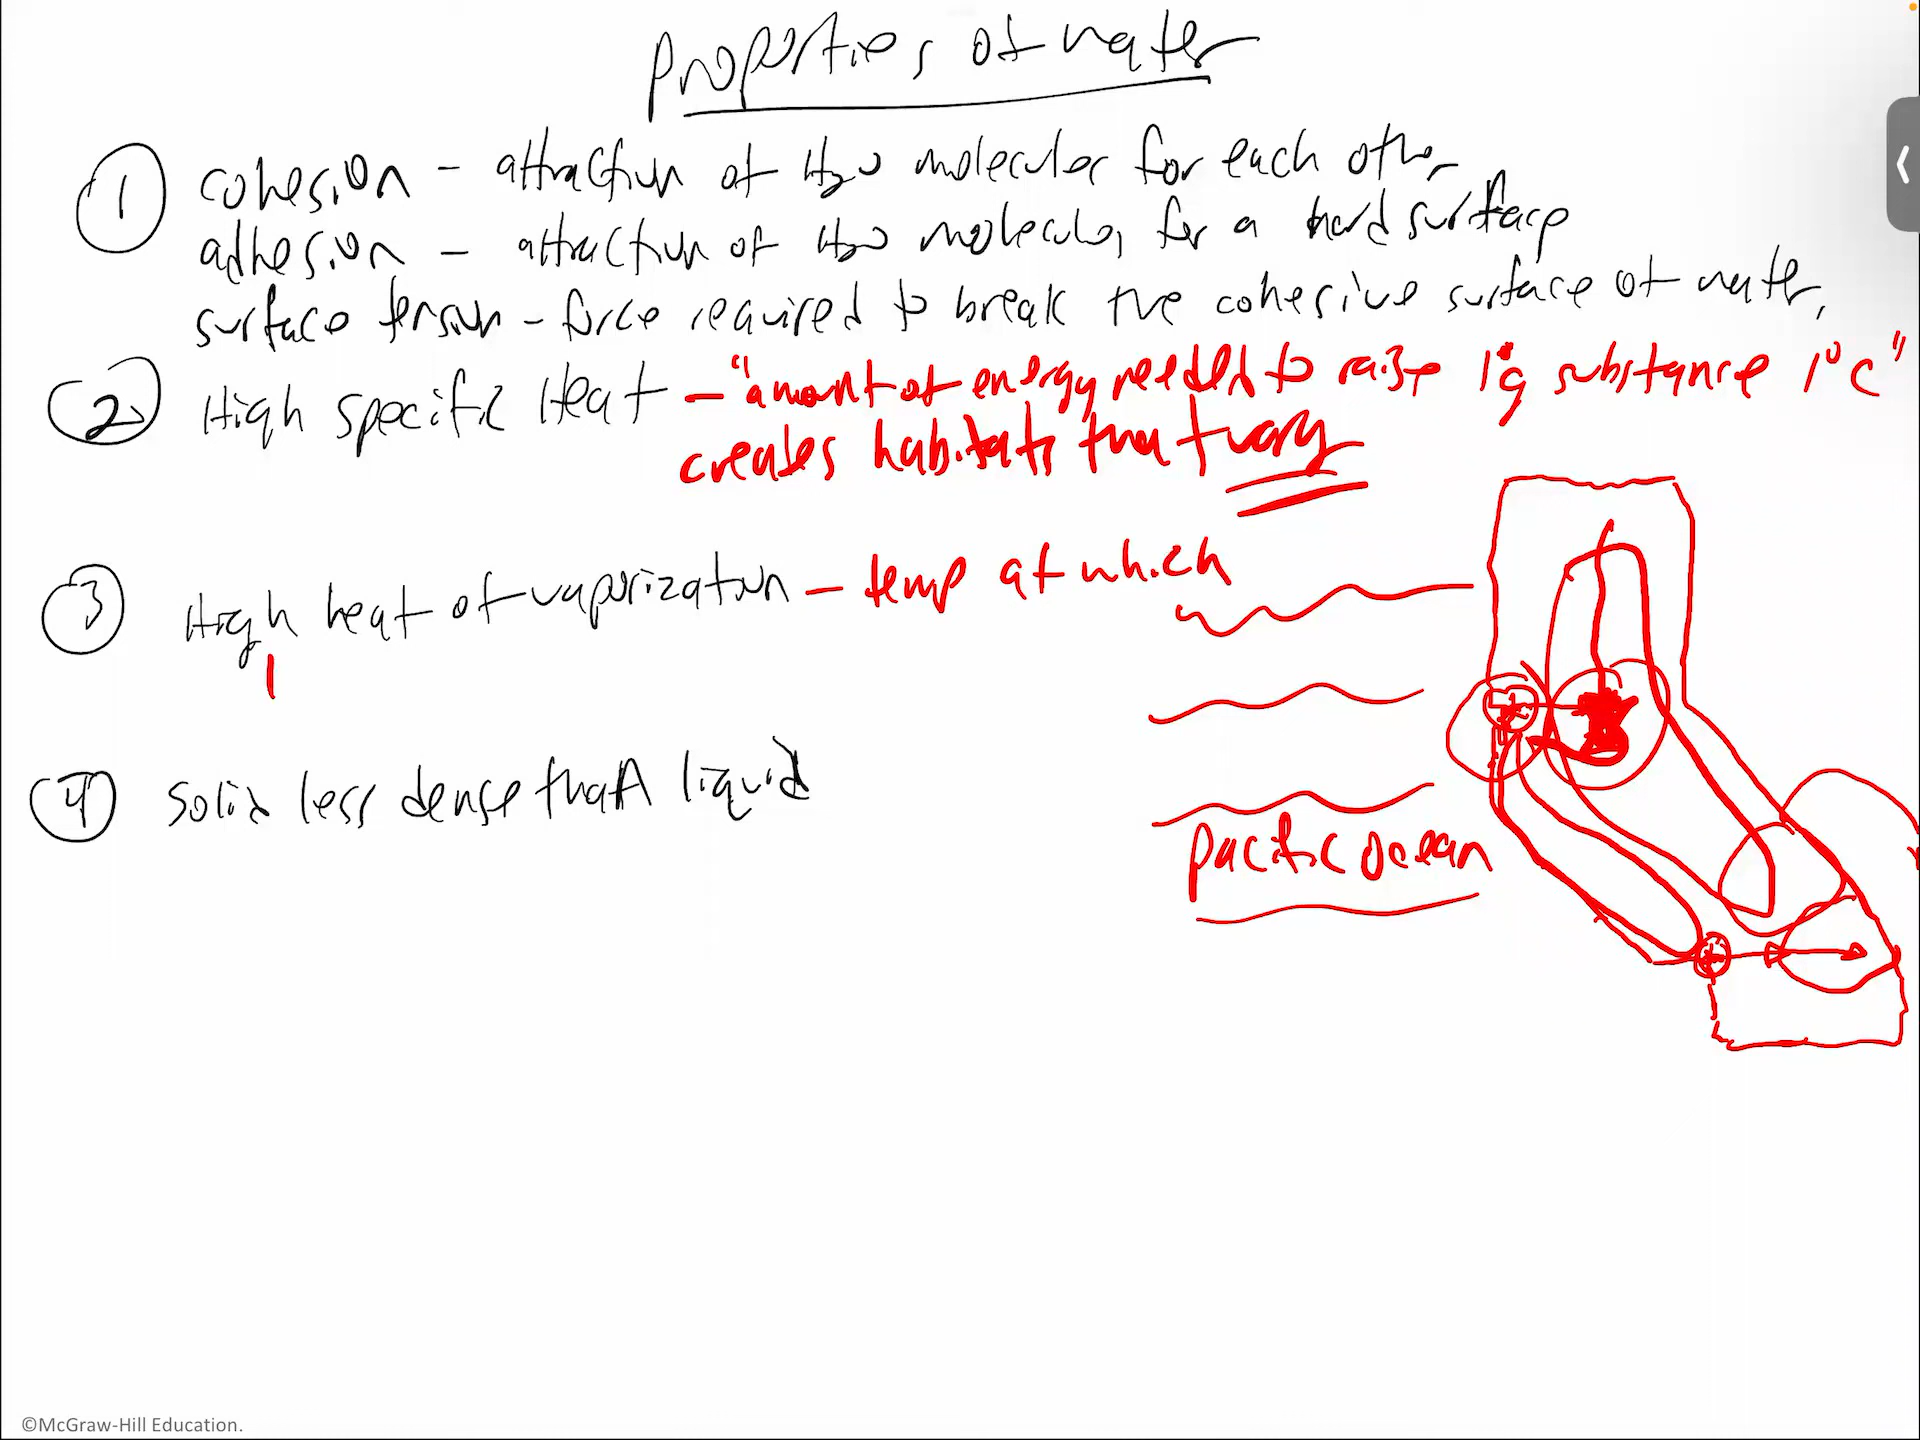 Properties of water
1 cohesion - attraction of H2O molecules for each other
adhesion - attraction of H2O molecules for a hard surface
surface tension - force required to break the cohesive surface of water.
2 High specific Heat - "amount of energy needed to raise 1g substance 1°C"
creates habitats that vary
3 High heat of vaporization - temp at which
4 Solid less dense than liquid
Pacific Ocean
©McGraw-Hill Education.